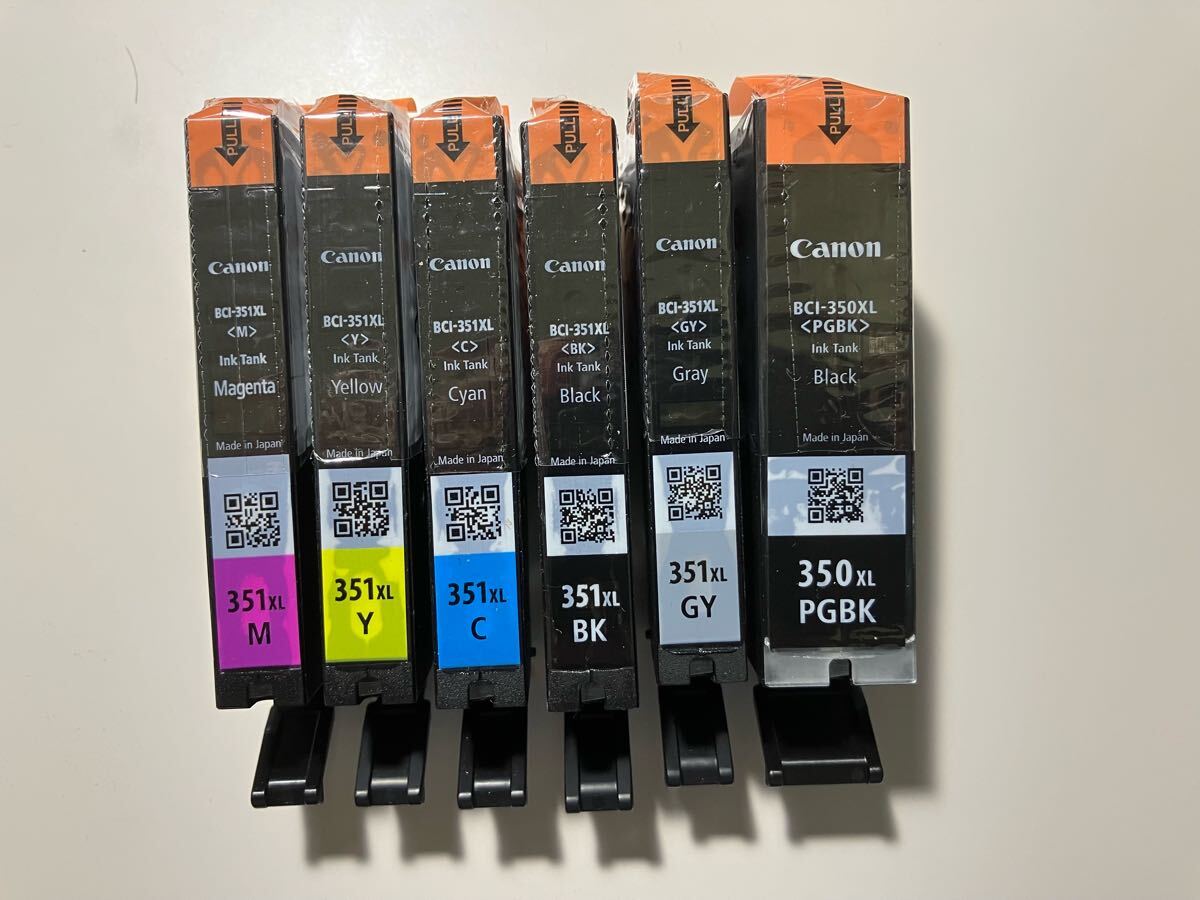 PULL
Canon
BCI-351XL
<M>
Ink Tank
Magenta
Made in Japan
351XL
M
PULL
Canon
BCI-351XL
<Y>
Ink Tank
Yellow
Made in Japan
351XL
Y
PULL
Canon
BCI-351XL
<C>
Ink Tank
Cyan
Made in Japan
351XL
C
PULL
Canon
BCI-351XL
<BK>
Ink Tank
Black
Made in Japan
351XL
BK
PULL
Canon
BCI-351XL
<GY>
Ink Tank
Gray
Made in Japan
351XL
GY
PULL
Canon
BCI-350XL
<PGBK>
Ink Tank
Black
Made in Japan
350XL
PGBK